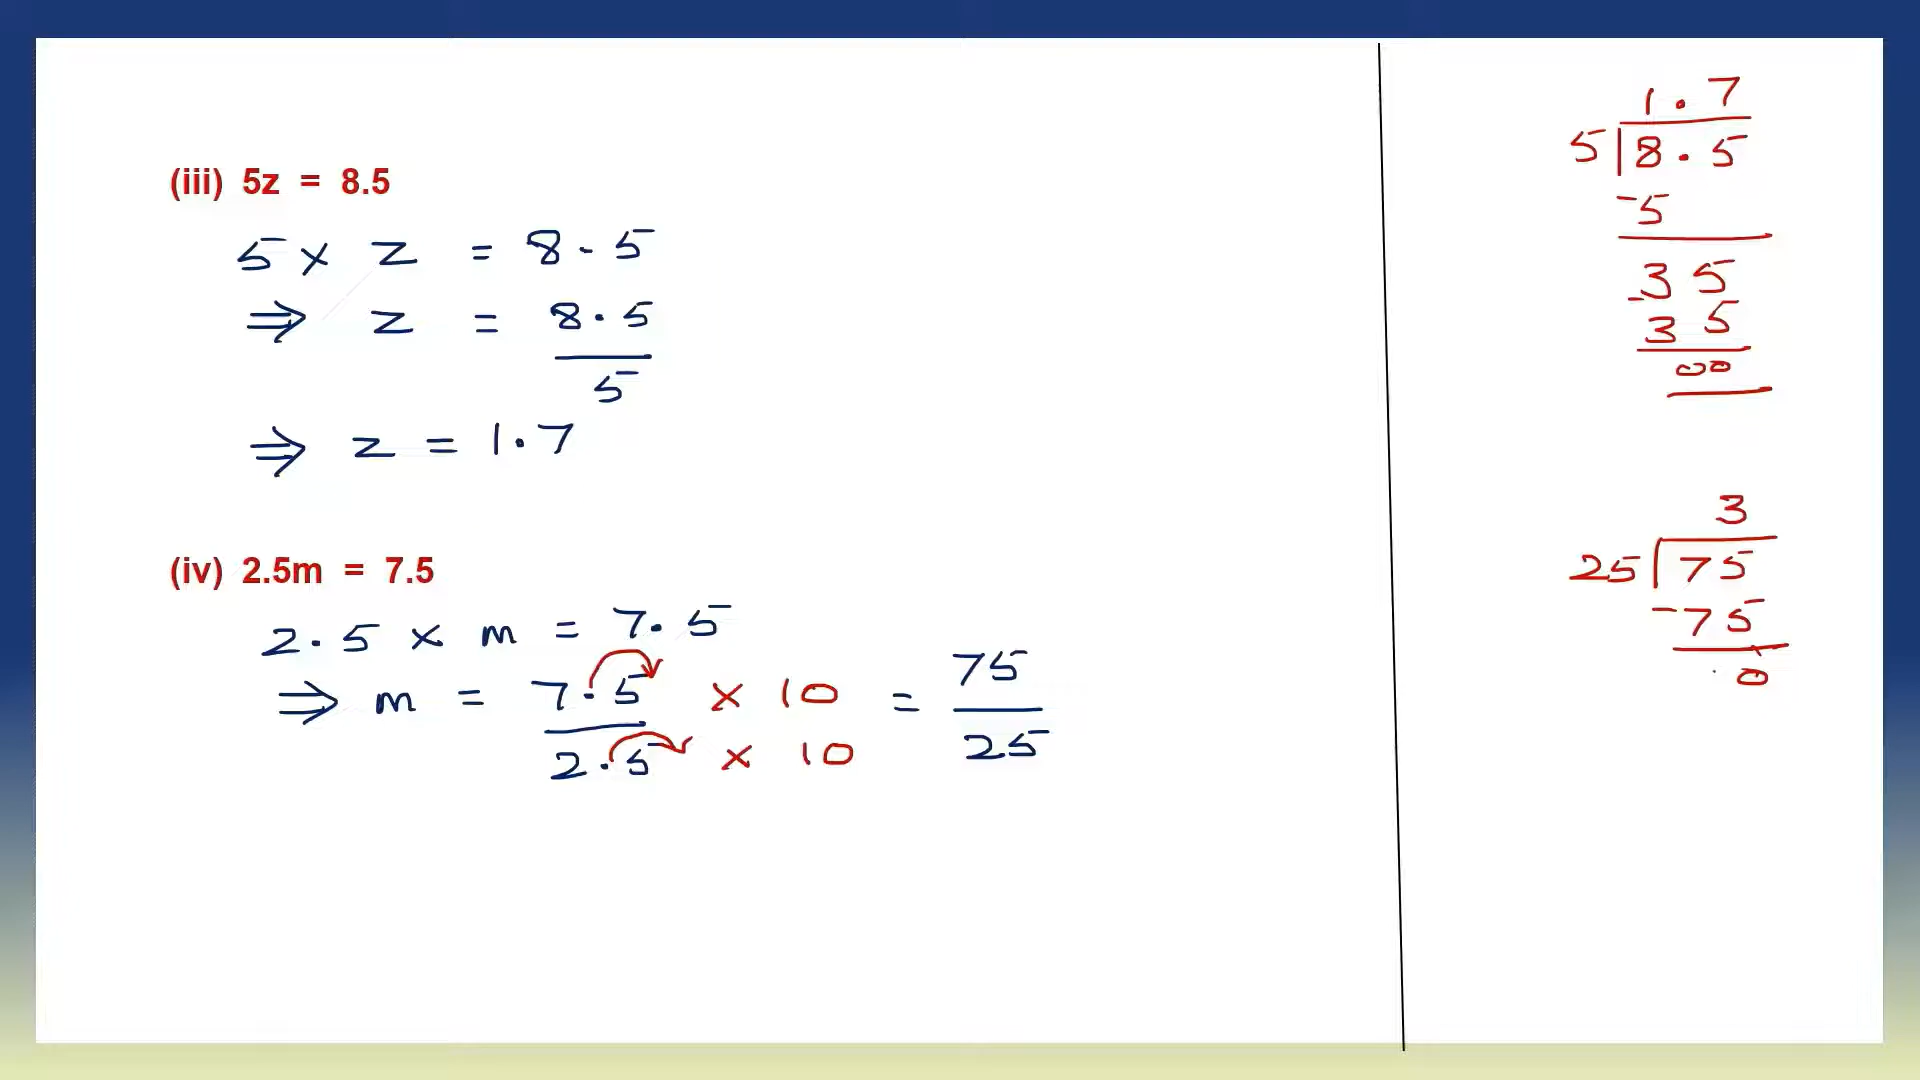 (iii) 5z = 8.5
5 × z = 8.5
⇒ z = 8.5
5
⇒ z = 1.7
(iv) 2.5m = 7.5
2.5 × m = 7.5
⇒ m = 7.5 × 10 = 75
2.5 × 10 25
1.7
5 8.5
-5
35
-35
00
3
25 75
-75
0